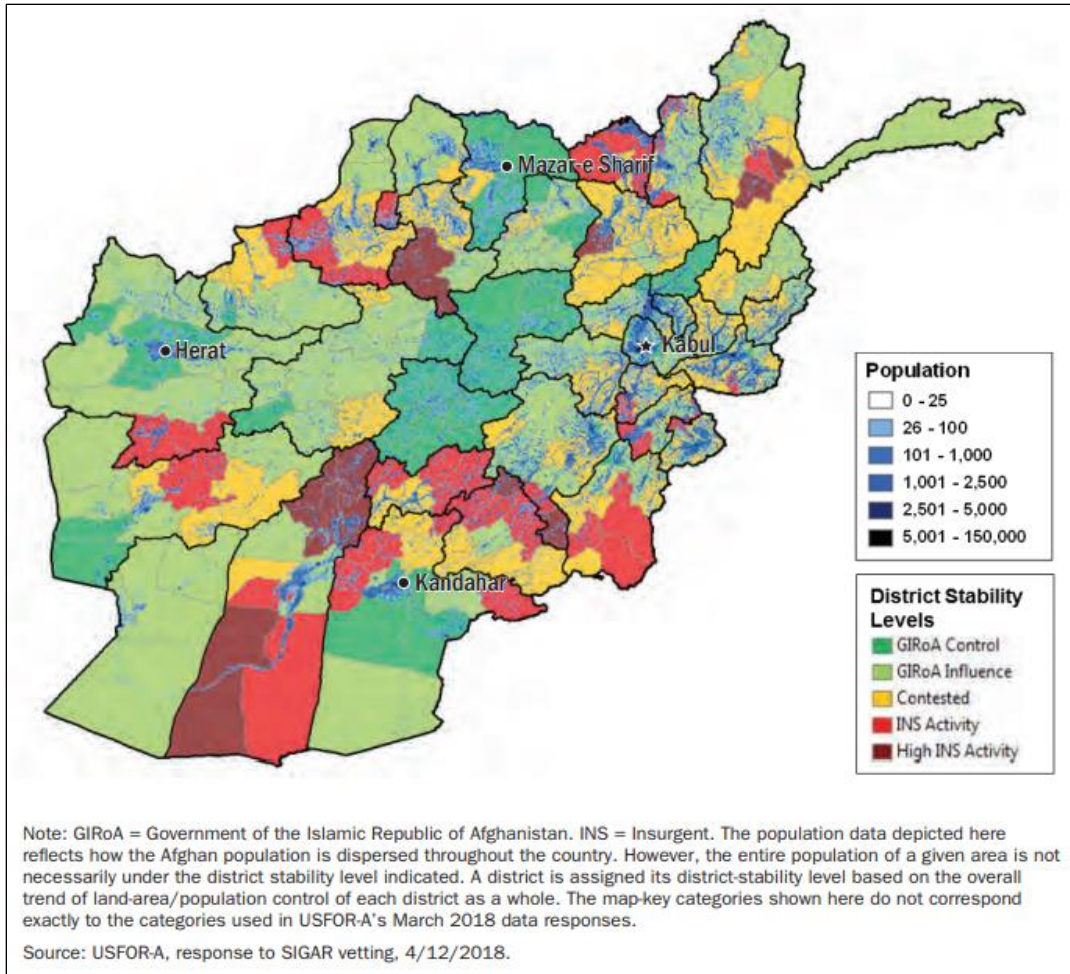 Mazar-e Sharif
Herat
Kabul
Kandahar
Population
0 - 25
26 - 100
101 - 1,000
1,001 - 2,500
2,501 - 5,000
5,001 - 150,000
District Stability
Levels
GIRoA Control
GIRoA Influence
Contested
INS Activity
High INS Activity
Note: GIRoA = Government of the Islamic Republic of Afghanistan. INS = Insurgent. The population data depicted here
reflects how the Afghan population is dispersed throughout the country. However, the entire population of a given area is not
necessarily under the district stability level indicated. A district is assigned its district-stability level based on the overall
trend of land-area/population control of each district as a whole. The map-key categories shown here do not correspond
exactly to the categories used in USFOR-A's March 2018 data responses.
Source: USFOR-A, response to SIGAR vetting, 4/12/2018.